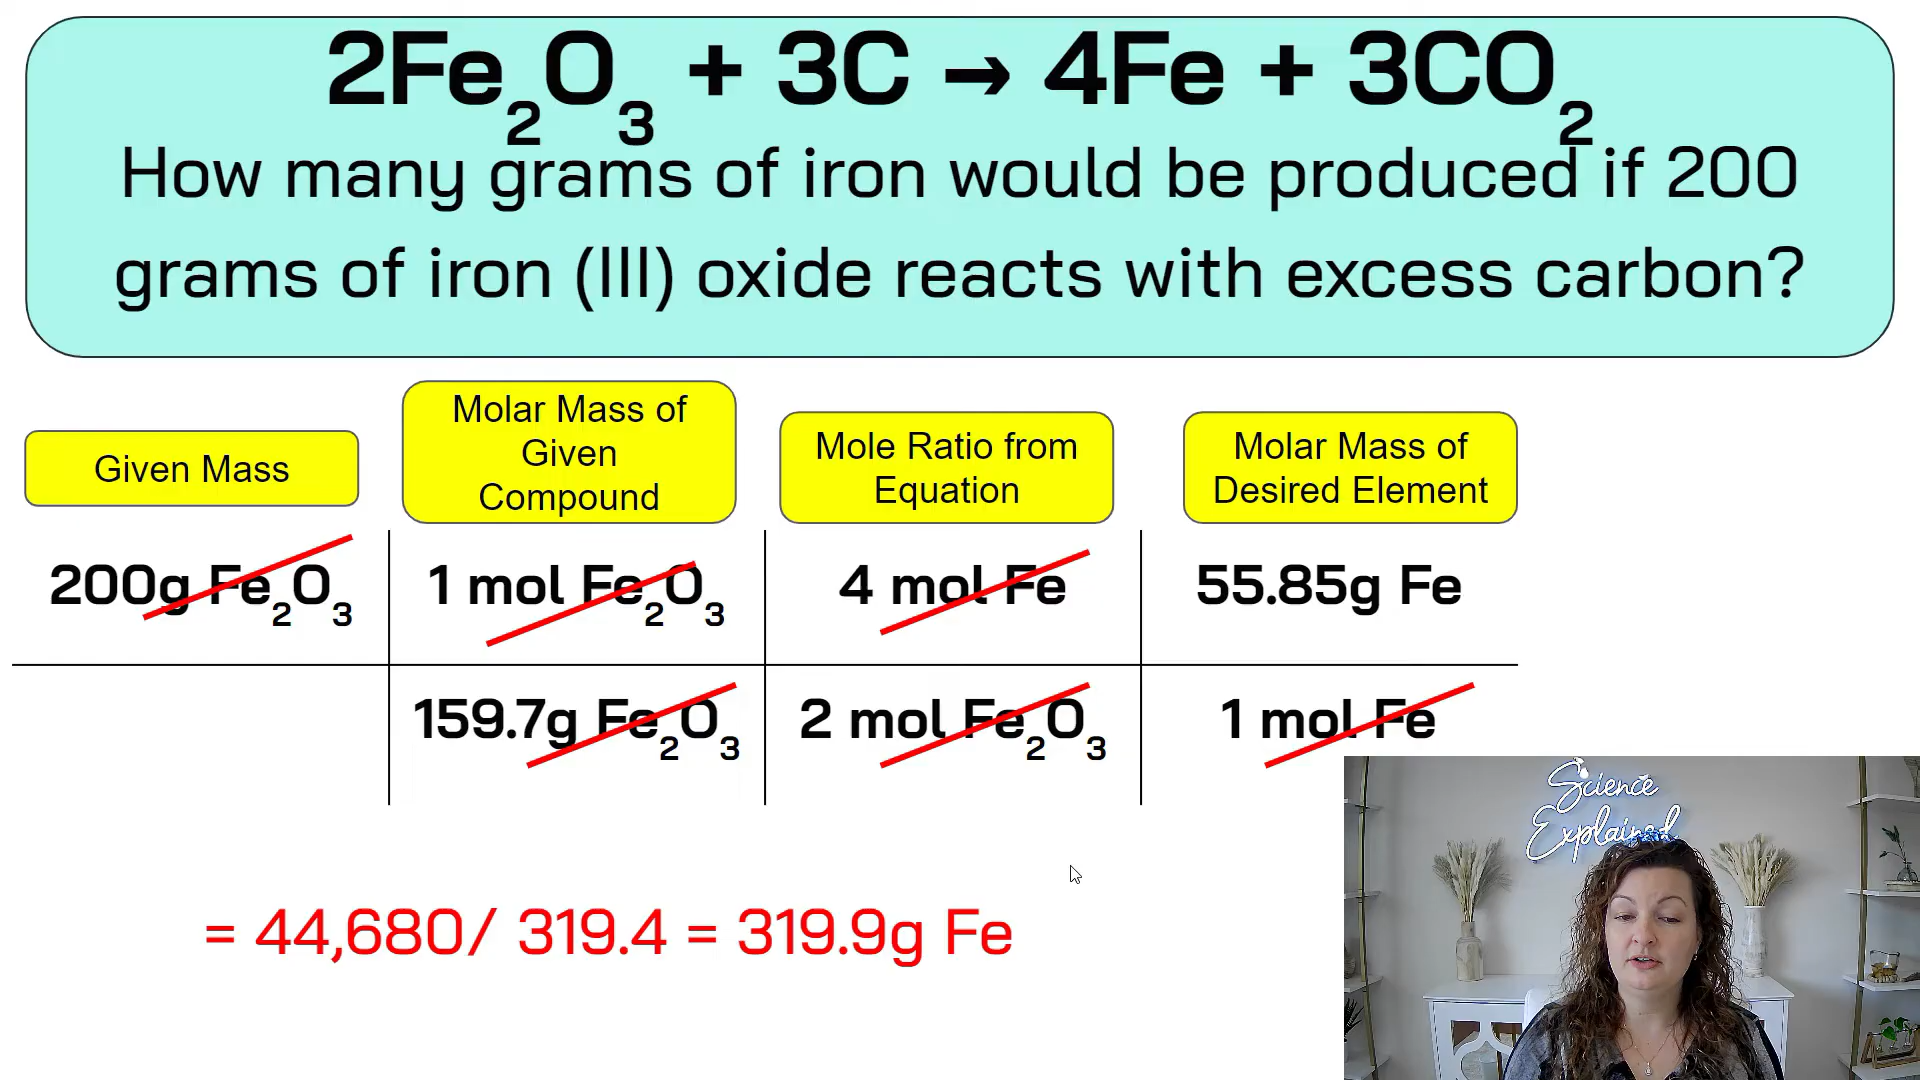 2Fe₂O₃ + 3C → 4Fe + 3CO₂
How many grams of iron would be produced if 200
grams of iron (III) oxide reacts with excess carbon?
Given Mass
Molar Mass of
Given
Compound
Mole Ratio from
Equation
Molar Mass of
Desired Element
200g Fe₂O₃
1 mol Fe₂O₃
4 mol Fe
55.85g Fe
159.7g Fe₂O₃
2 mol Fe₂O₃
1 mol Fe
= 44,680/ 319.4 = 319.9g Fe
Science
Explained